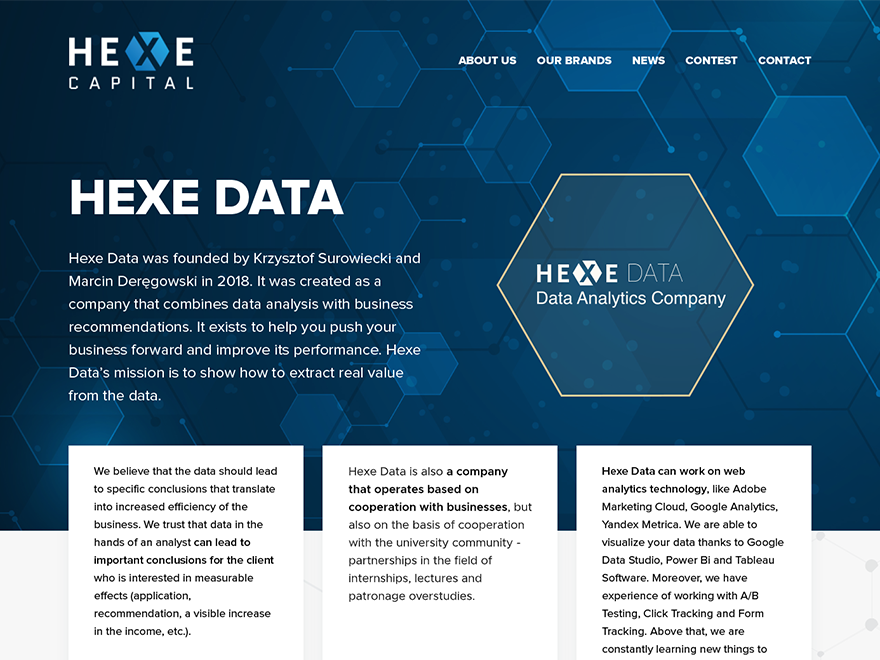 HEXE
CAPITAL
ABOUT US OUR BRANDS NEWS CONTEST CONTACT
HEXE DATA
Hexe Data was founded by Krzysztof Surowiecki and
Marcin Deręgowski in 2018. It was created as a
company that combines data analysis with business
recommendations. It exists to help you push your
business forward and improve its performance. Hexe
Data's mission is to show how to extract real value
from the data.
HEXE DATA
Data Analytics Company
We believe that the data should lead
to specific conclusions that translate
into increased efficiency of the
business. We trust that data in the
hands of an analyst can lead to
important conclusions for the client
who is interested in measurable
effects (application,
recommendation, a visible increase
in the income, etc.).
Hexe Data is also a company
that operates based on
cooperation with businesses, but
also on the basis of cooperation
with the university community -
partnerships in the field of
internships, lectures and
patronage overstudies.
Hexe Data can work on web
analytics technology, like Adobe
Marketing Cloud, Google Analytics,
Yandex Metrica. We are able to
visualize your data thanks to Google
Data Studio, Power Bi and Tableau
Software. Moreover, we have
experience of working with A/B
Testing, Click Tracking and Form
Tracking. Above that, we are
constantly learning new things to